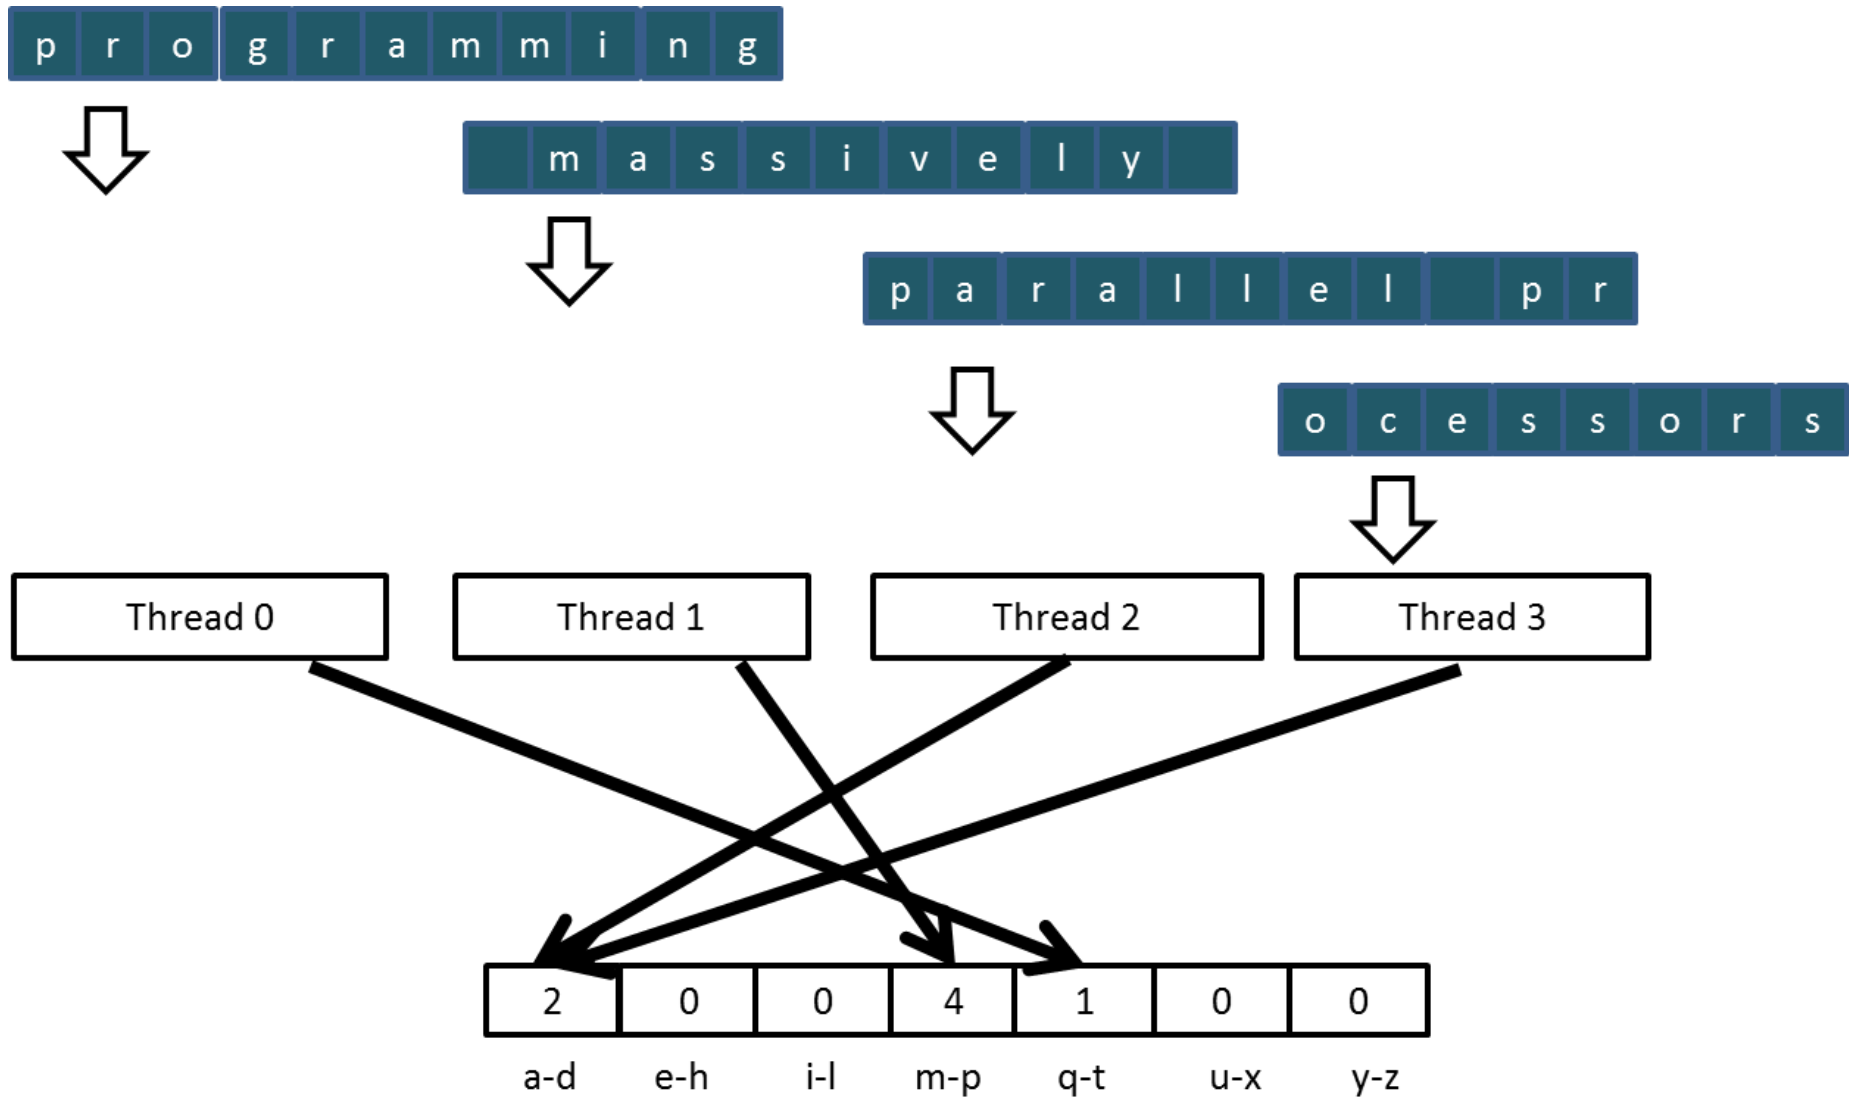 p r o g r a m m i n g
m a s s i v e l y
p a r a l l e l p r
o c e s s o r s
Thread 0 Thread 1 Thread 2 Thread 3
2 0 0 4 1 0 0
a-d e-h i-l m-p q-t u-x y-z